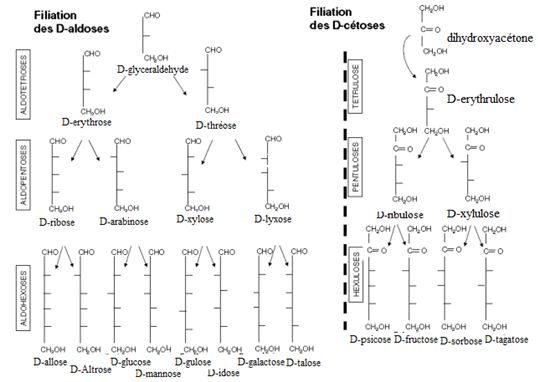 Filiation
des D-aldoses
CHO
CH₂OH
D-glyceraldehyde
ALDOTETROSES
CHO
CHO
CH₂OH
CH₂OH
D-erythrose
D-thréose
ALDOPENTOSES
CHO
CHO
CHO
CHO
CH₂OH
CH₂OH
CH₂OH
CH₂OH
D-ribose
D-arabinose
D-xylose
D-lyxose
ALDOHEXOSES
CHO
CHO
CHO
CHO
CHO
CHO
CHO
CHO
CH₂OH
CH₂OH
CH₂OH
CH₂OH
CH₂OH
CH₂OH
CH₂OH
D-allose
D-Altrose
D-glucose
D-mannose
D-gulose
D-idose
D-galactose
D-talose
Filiation
des D-cétoses
CH₂OH
C=O
CH₂OH
dihydroxyacétone
TETRULOSE
CH₂OH
C=O
CH₂OH
D-erythrulose
PENTULOSES
CH₂OH
C=O
CH₂OH
CH₂OH
C=O
CH₂OH
D-ribulose
D-xylulose
HEXULOSES
CH₂OH
CH₂OH
CH₂OH
CH₂OH
C=O
C=O
C=O
C=O
CH₂OH
CH₂OH
CH₂OH
CH₂OH
D-psicose
D-fructose
D-sorbose
D-tagatose